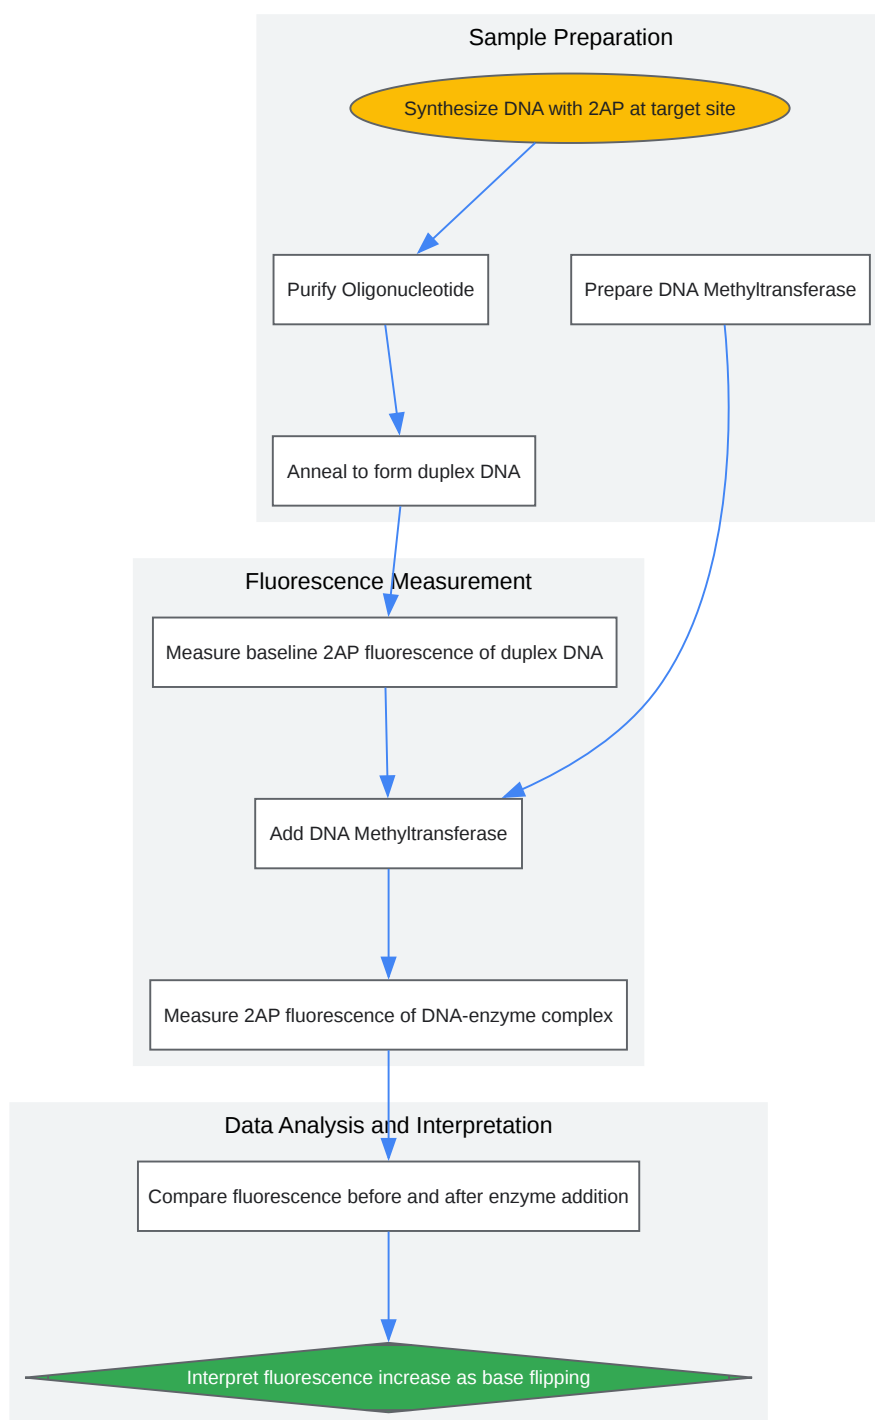 Sample Preparation
Synthesize DNA with 2AP at target site
Purify Oligonucleotide
Prepare DNA Methyltransferase
Anneal to form duplex DNA
Fluorescence Measurement
Measure baseline 2AP fluorescence of duplex DNA
Add DNA Methyltransferase
Measure 2AP fluorescence of DNA-enzyme complex
Data Analysis and Interpretation
Compare fluorescence before and after enzyme addition
Interpret fluorescence increase as base flipping